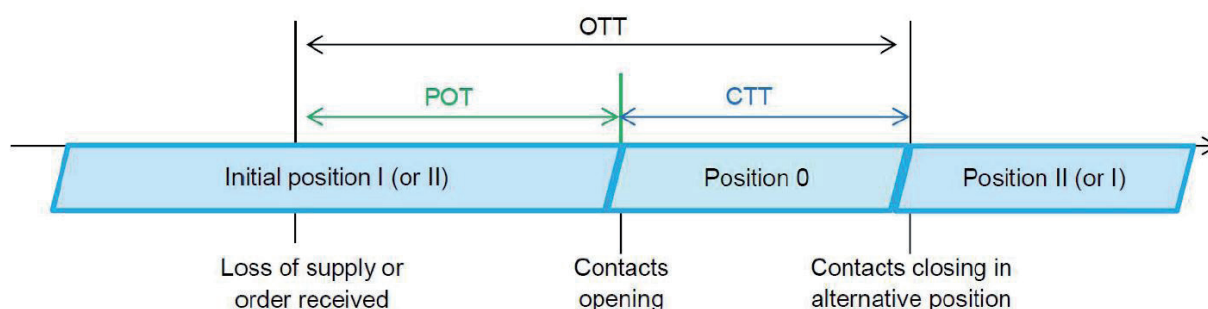 OTT
POT
CTT
Initial position I (or II)
Position 0
Position II (or I)
Loss of supply or
order received
Contacts
opening
Contacts closing in
alternative position